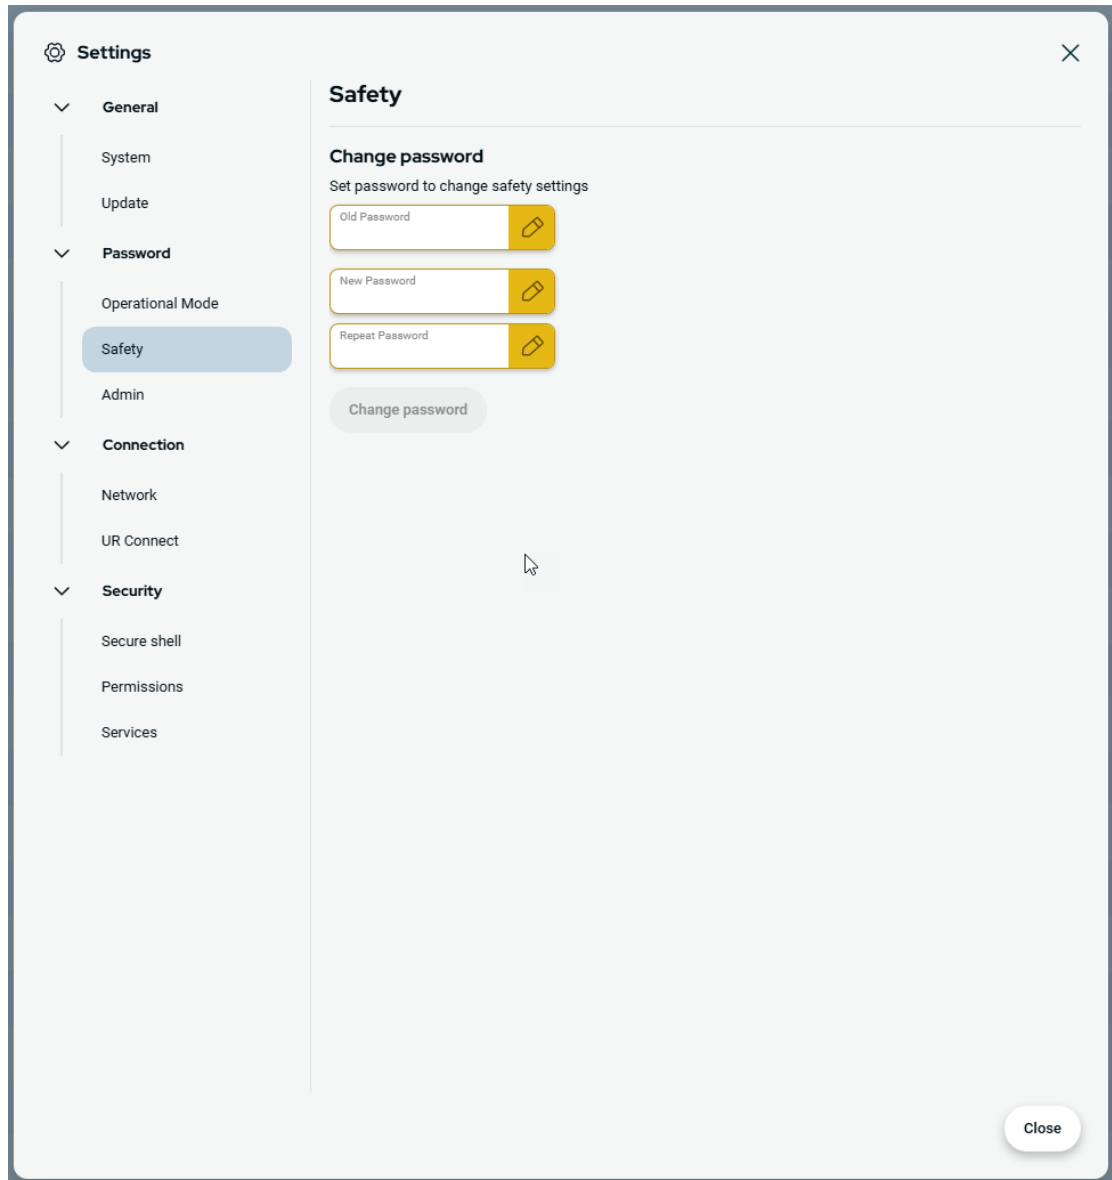 Settings
General
System
Update
Password
Operational Mode
Safety
Admin
Connection
Network
UR Connect
Security
Secure shell
Permissions
Services
Safety
Change password
Set password to change safety settings
Old Password
New Password
Repeat Password
Change password
Close